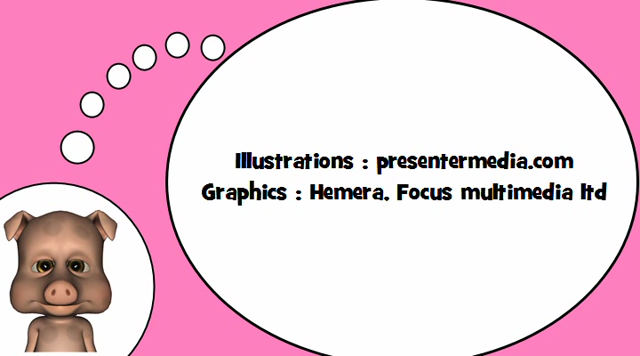 Illustrations : presentermedia.com
Graphics : Hemera. Focus multimedia ltd